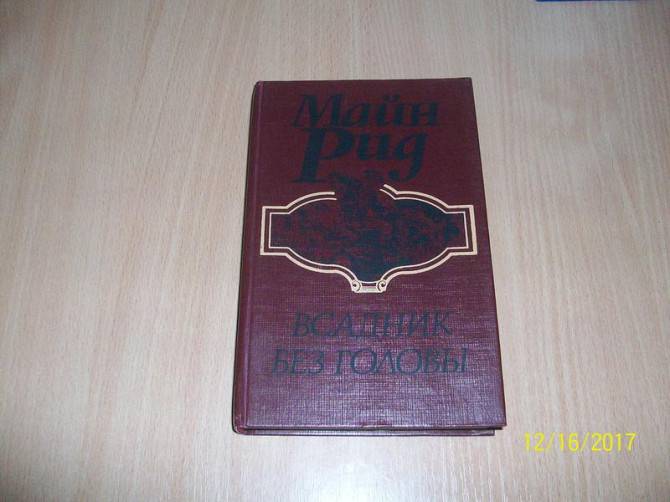 Майн
Рид
ВСАДНИК
БЕЗ ГОЛОВЫ
12/16/2017